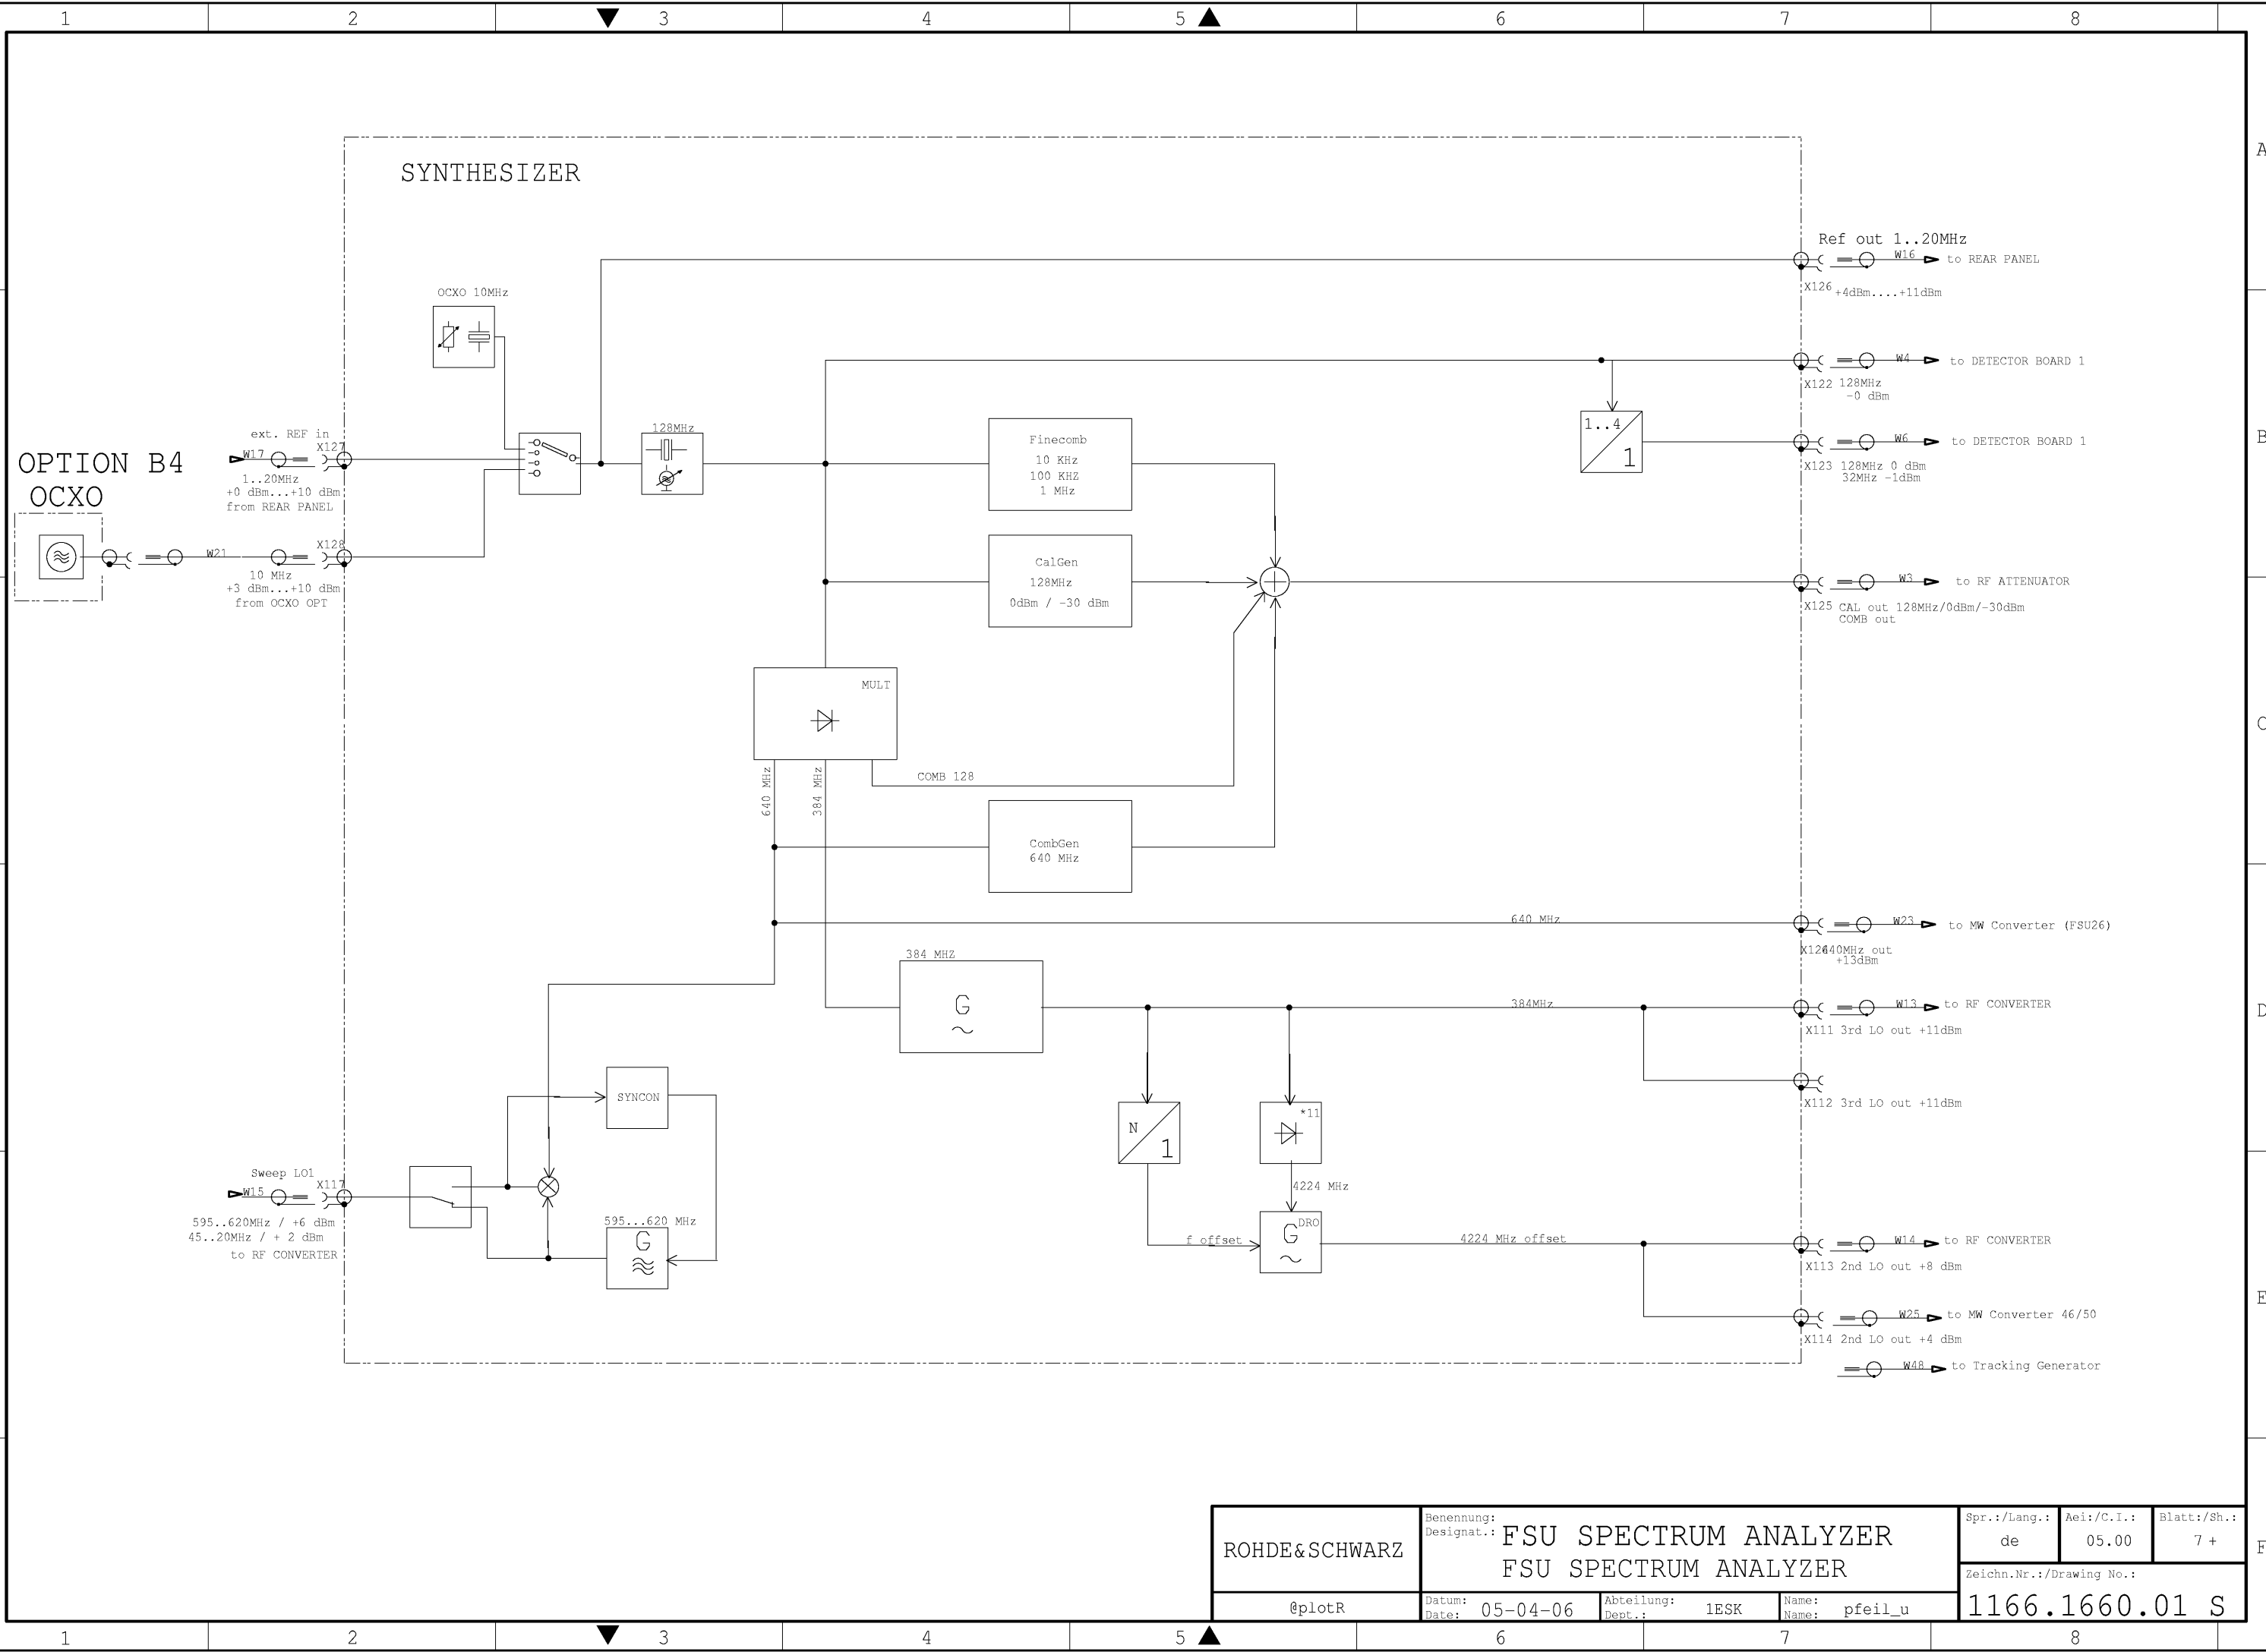 1 2 3 4 5 6 7 8
A
SYNTHESIZER
Ref out 1..20MHz
W16 to REAR PANEL
X126 +4dBm....+11dBm
OCXO 10MHz
W4 to DETECTOR BOARD 1
X122 128MHz
-0 dBm
ext. REF in
X127
W17
1..20MHz
+0 dBm...+10 dBm
from REAR PANEL
128MHz
Finecomb
10 KHz
100 KHZ
1 MHz
1..4
1
B
W6 to DETECTOR BOARD 1
X123 128MHz 0 dBm
32MHz -1dBm
OPTION B4
OCXO
W21
X128
10 MHz
+3 dBm...+10 dBm
from OCXO OPT
CalGen
128MHz
0dBm / -30 dBm
W3 to RF ATTENUATOR
X125 CAL out 128MHz/0dBm/-30dBm
COMB out
MULT
C
640 MHz
384 MHz
COMB 128
CombGen
640 MHz
640 MHz
W23 to MW Converter (FSU26)
X124 640MHz out
+13dBm
384 MHZ
G
384MHz
W13 to RF CONVERTER
D
X111 3rd LO out +11dBm
X112 3rd LO out +11dBm
SYNCON
N
1
*11
4224 MHz
Sweep LO1
W15
X117
595..620MHz / +6 dBm
45..20MHz / + 2 dBm
to RF CONVERTER
595...620 MHz
G
f offset
DRO
G
4224 MHz offset
W14 to RF CONVERTER
X113 2nd LO out +8 dBm
E
W25 to MW Converter 46/50
X114 2nd LO out +4 dBm
W48 to Tracking Generator
ROHDE&SCHWARZ
@plotR
Benennung:
Designat.:
FSU SPECTRUM ANALYZER
FSU SPECTRUM ANALYZER
Datum:
Date: 05-04-06
Abteilung:
Dept.: 1ESK
Name:
Name: pfeil_u
Spr.:/Lang.:
de
Aei:/C.I.:
05.00
Blatt:/Sh.:
7 +
Zeichn.Nr.:/Drawing No.:
1166.1660.01 S
F
1 2 3 4 5 6 7 8